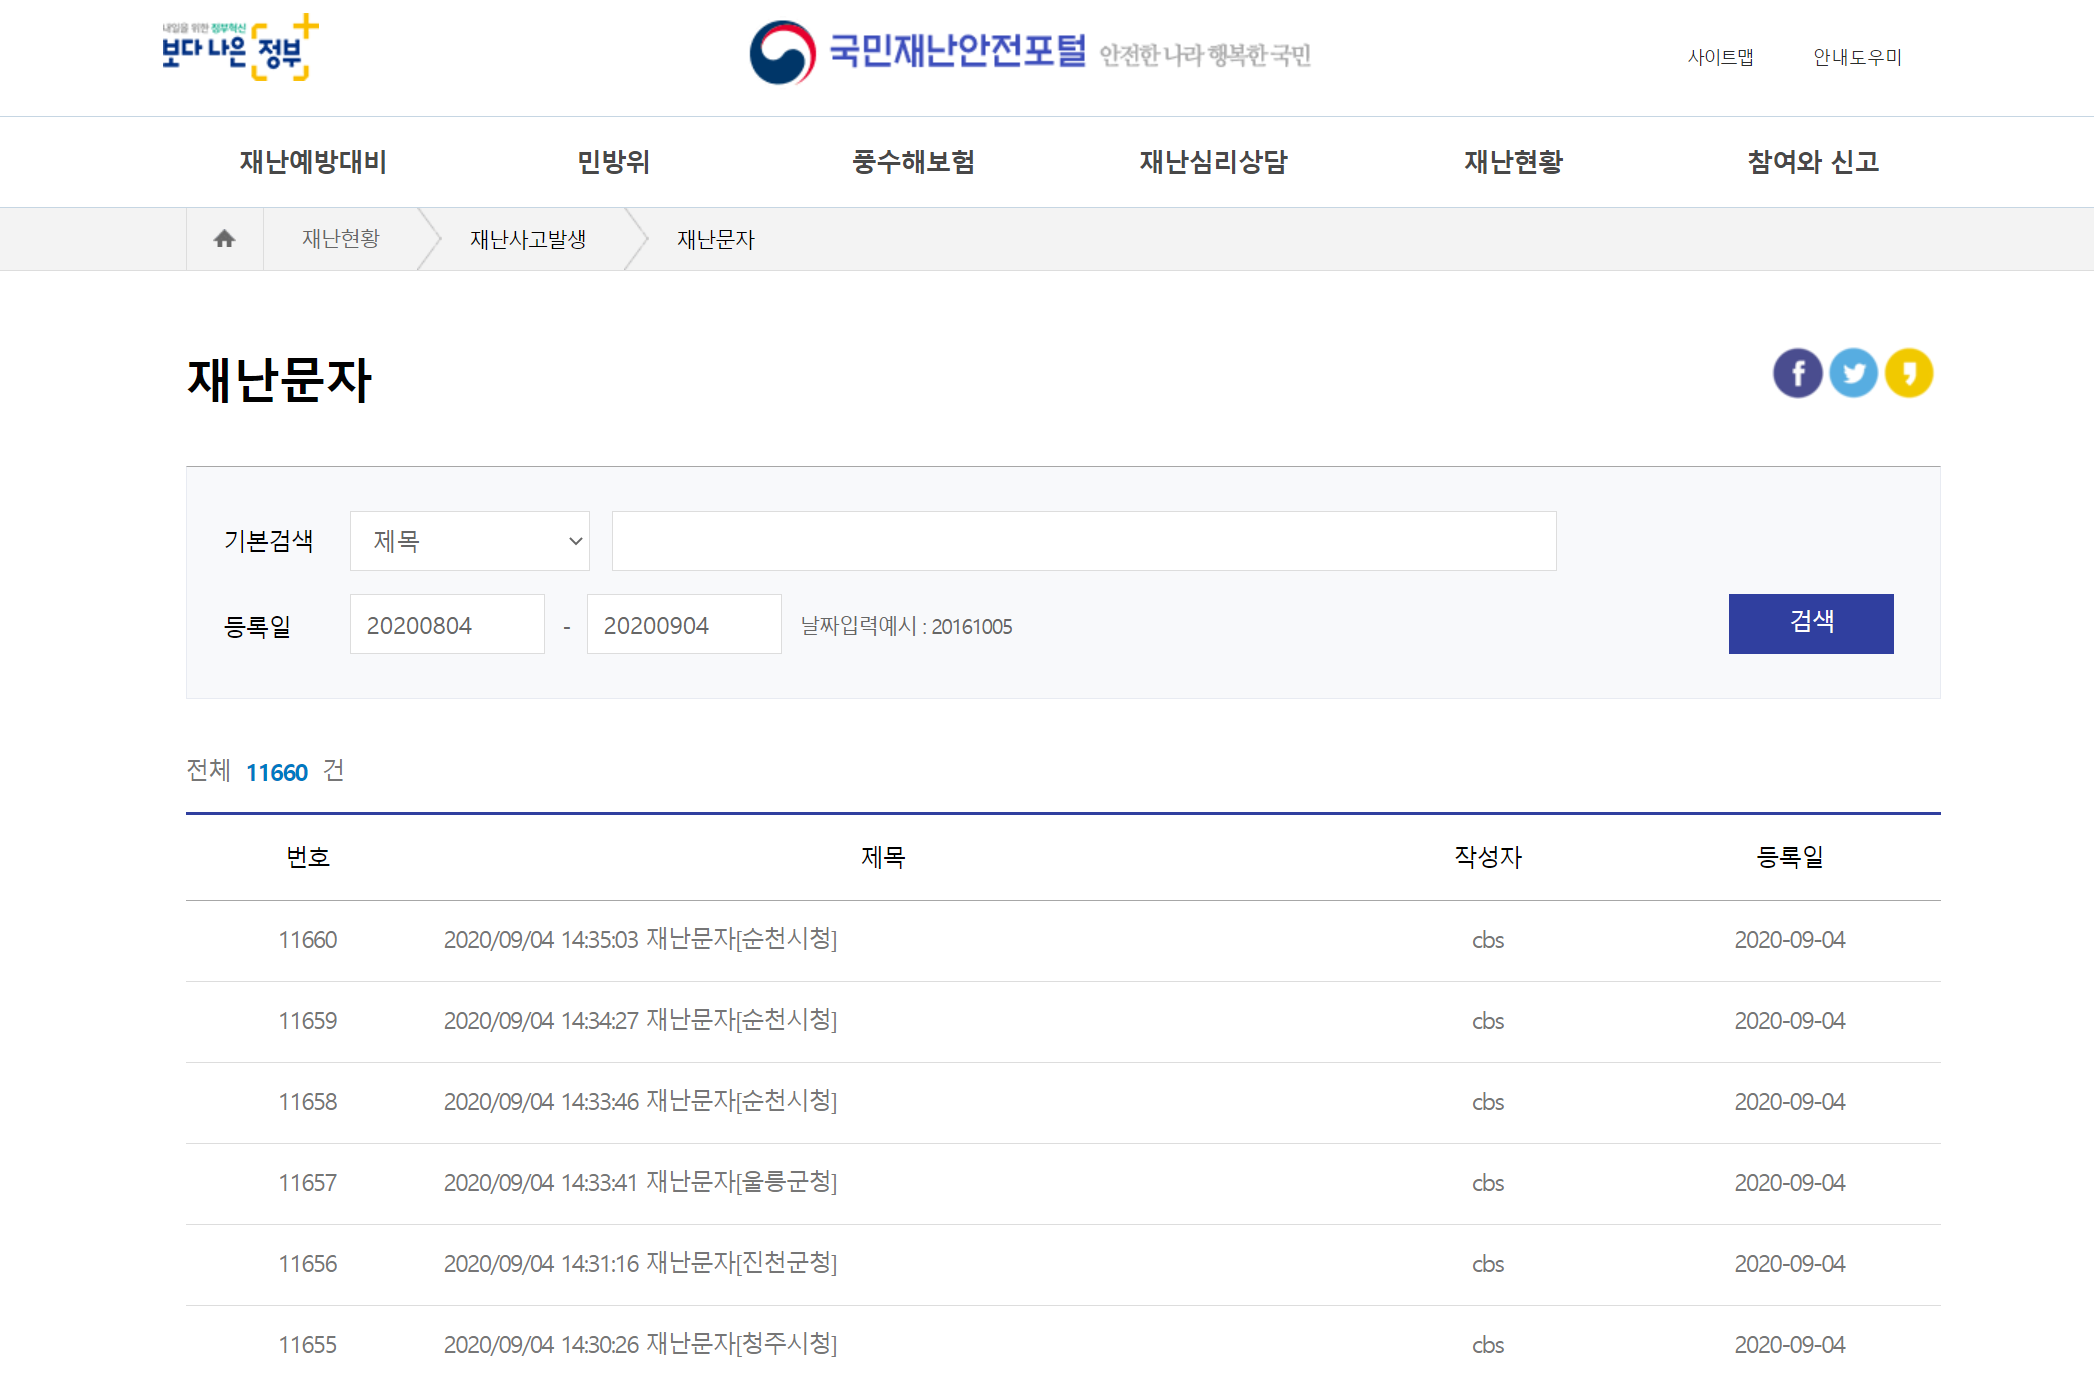 내일을 위한 정부혁신
보다 나은 정부
국민재난안전포털 안전한 나라 행복한 국민
사이트맵 안내도우미
재난예방대비 민방위 풍수해보험 재난심리상담 재난현황 참여와 신고
재난현황 재난사고발생 재난문자
재난문자
기본검색 제목
등록일 20200804 - 20200904 날짜입력예시 : 20161005 검색
전체 11660 건
번호 제목 작성자 등록일
11660 2020/09/04 14:35:03 재난문자[순천시청] cbs 2020-09-04
11659 2020/09/04 14:34:27 재난문자[순천시청] cbs 2020-09-04
11658 2020/09/04 14:33:46 재난문자[순천시청] cbs 2020-09-04
11657 2020/09/04 14:33:41 재난문자[울릉군청] cbs 2020-09-04
11656 2020/09/04 14:31:16 재난문자[진천군청] cbs 2020-09-04
11655 2020/09/04 14:30:26 재난문자[청주시청] cbs 2020-09-04